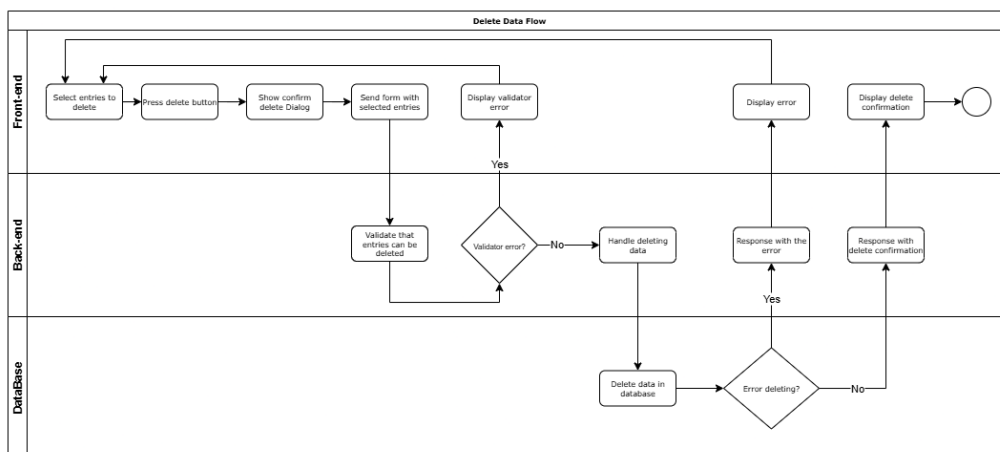 Delete Data Flow
Front-end
Select entries to
delete
Press delete button
Show confirm
delete Dialog
Send form with
selected entries
Display validator
error
Display error
Display delete
confirmation
Yes
Back-end
Validate that
entries can be
deleted
Validator error?
No
Handle deleting
data
Response with the
error
Response with
delete confirmation
Yes
DataBase
Delete data in
database
Error deleting?
No